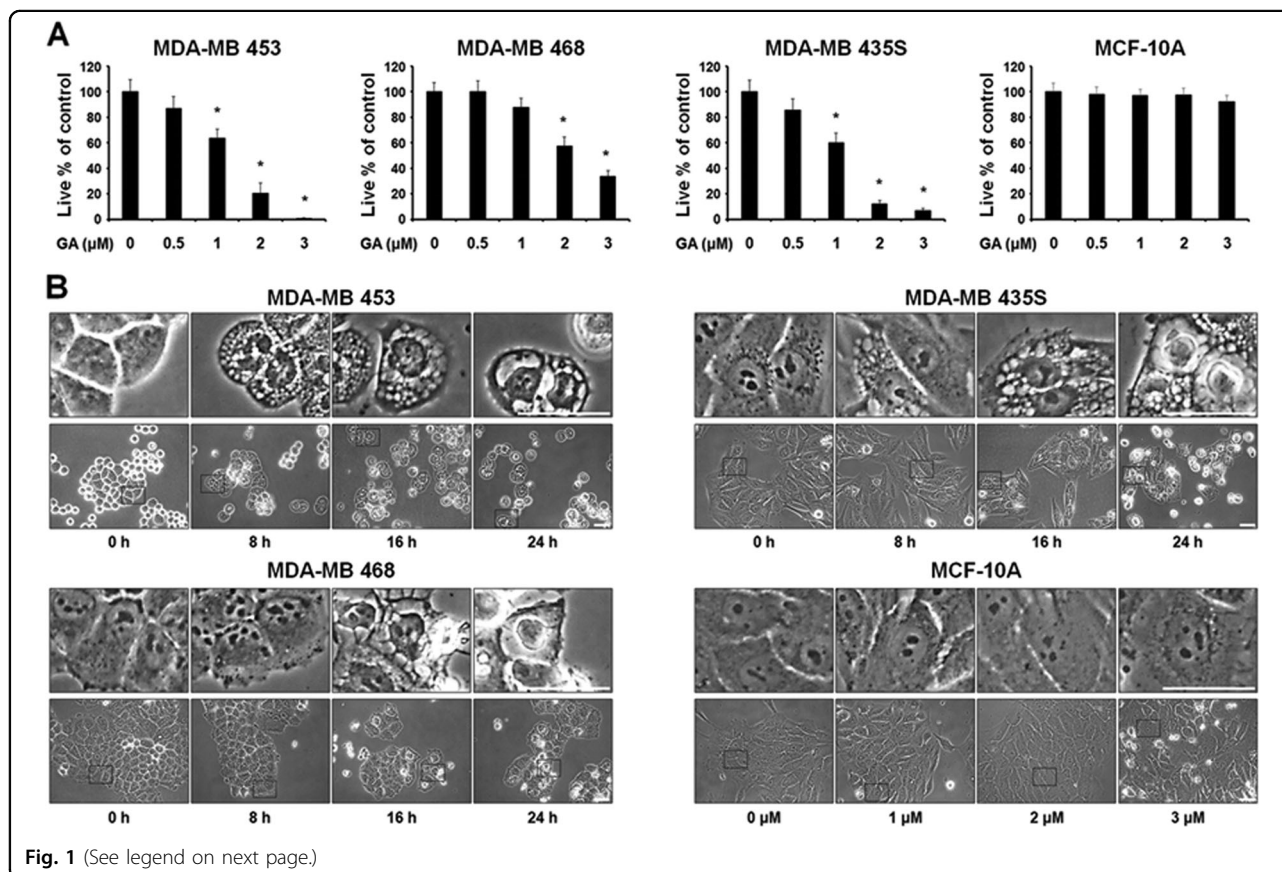 A
MDA-MB 453 MDA-MB 468 MDA-MB 435S MCF-10A
Live % of control
120
100
80
60
40
20
0
* * *
GA (µM) 0 0.5 1 2 3
Live % of control
120
100
80
60
40
20
0
* *
GA (µM) 0 0.5 1 2 3
Live % of control
120
100
80
60
40
20
0
* * *
GA (µM) 0 0.5 1 2 3
Live % of control
120
100
80
60
40
20
0
GA (µM) 0 0.5 1 2 3
B
MDA-MB 453
0 h 8 h 16 h 24 h
MDA-MB 435S
0 h 8 h 16 h 24 h
MDA-MB 468
0 h 8 h 16 h 24 h
MCF-10A
0 µM 1 µM 2 µM 3 µM
Fig. 1 (See legend on next page.)